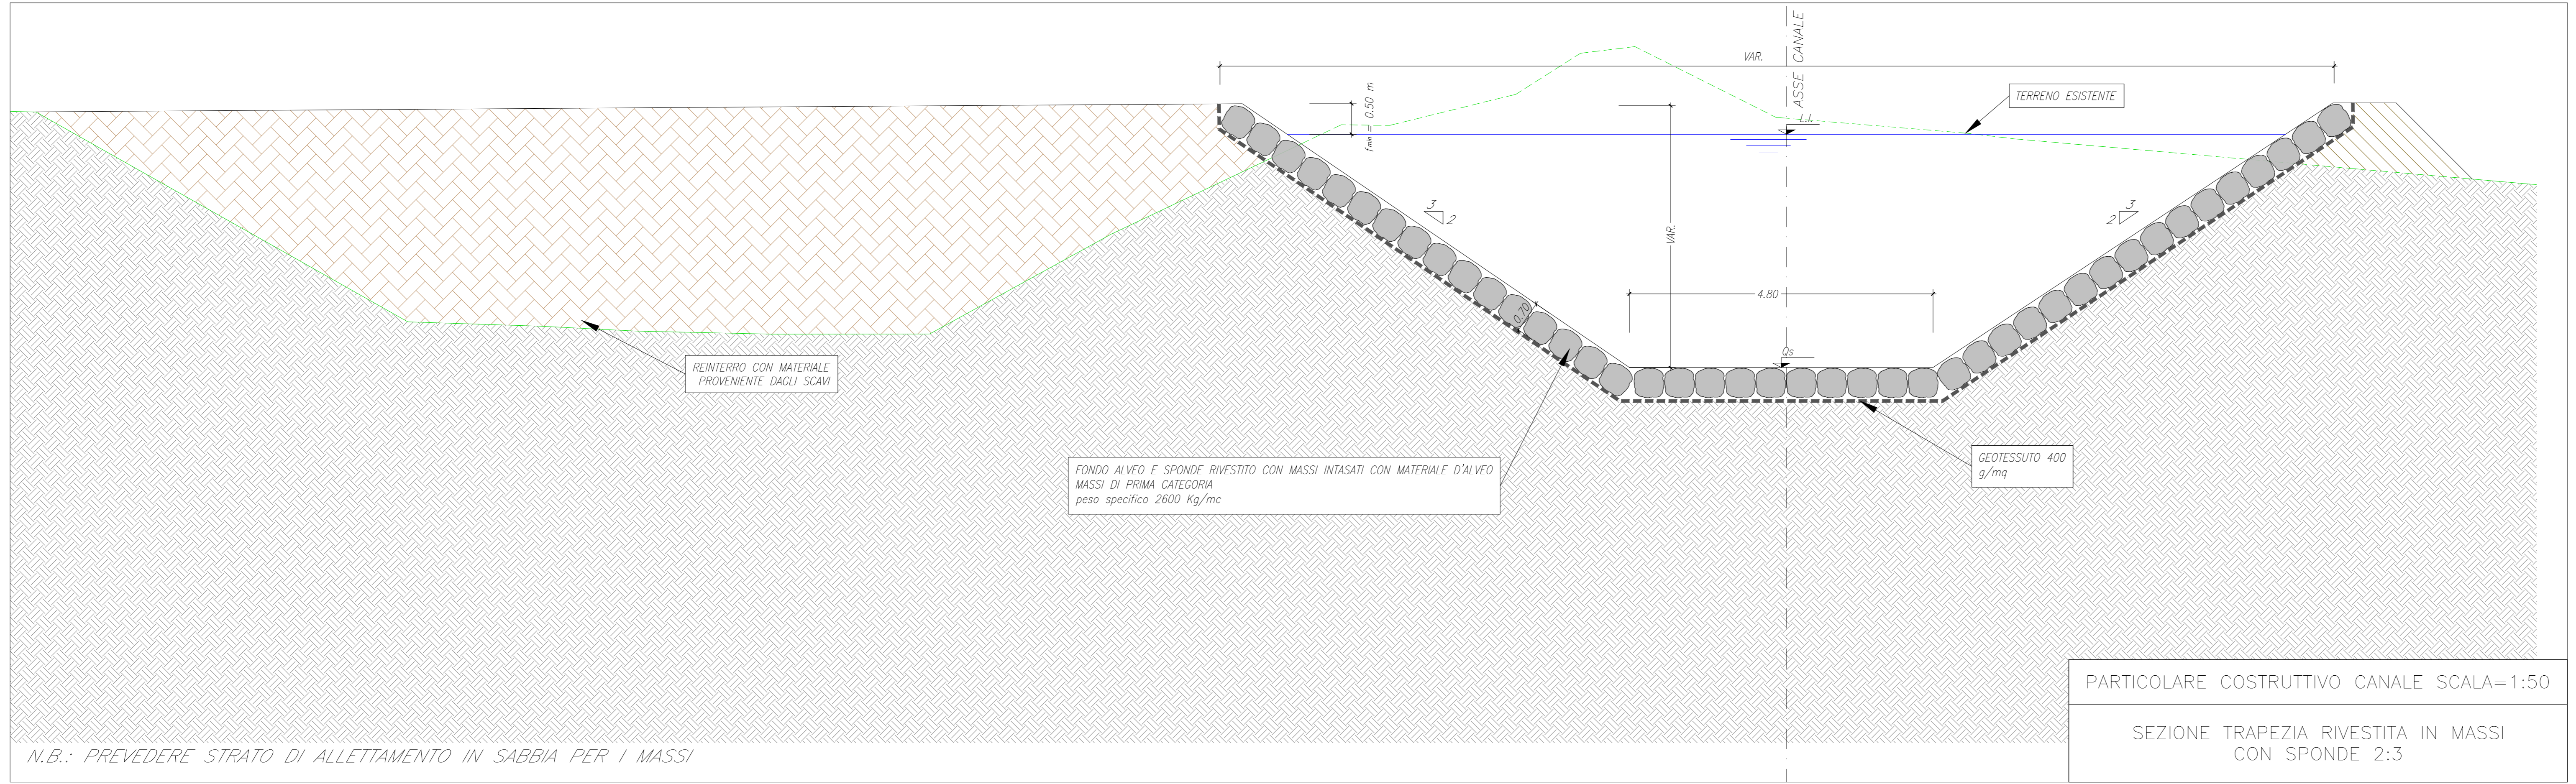 ASSE CANALE
VAR.
fmin = 0.50 m
TERRENO ESISTENTE
L.I.
3
2
3
2
VAR.
4.80
0.70
Qs
REINTERRO CON MATERIALE
PROVENIENTE DAGLI SCAVI
FONDO ALVEO E SPONDE RIVESTITO CON MASSI INTASATI CON MATERIALE D'ALVEO
MASSI DI PRIMA CATEGORIA
peso specifico 2600 Kg/mc
GEOTESSUTO 400
g/mq
PARTICOLARE COSTRUTTIVO CANALE SCALA=1:50
SEZIONE TRAPEZIA RIVESTITA IN MASSI
CON SPONDE 2:3
N.B.: PREVEDERE STRATO DI ALLETTAMENTO IN SABBIA PER I MASSI